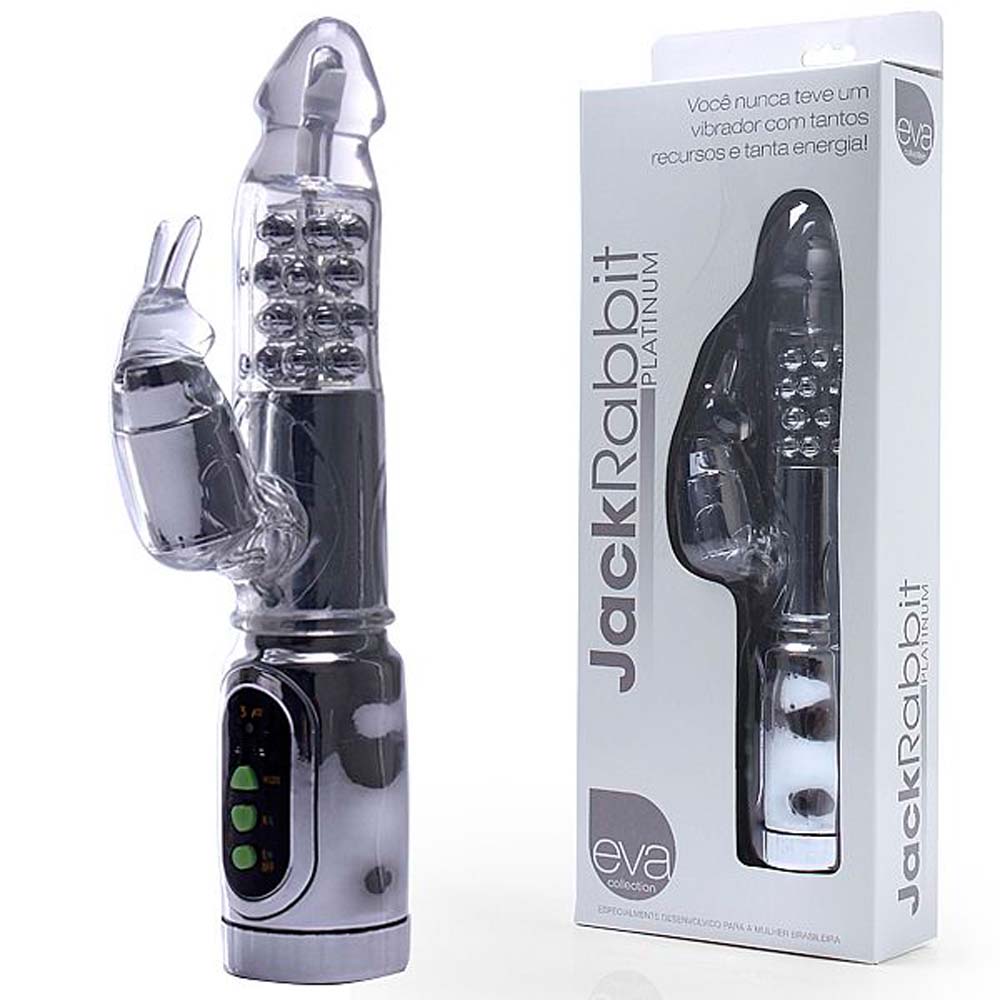 Você nunca teve um
vibrador com tantos
recursos e tanta energia!
eva
collection
JackRabbit
PLATINUM
JackRabbit
PLATINUM
eva
collection
ESPECIALMENTE DESENVOLVIDO PARA A MULHER BRASILEIRA